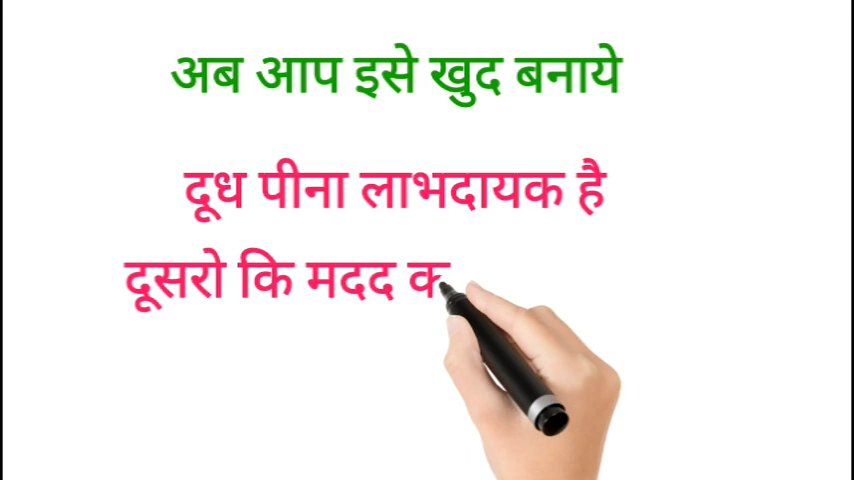 अब आप इसे खुद बनाये
दूध पीना लाभदायक है
दूसरो कि मदद क